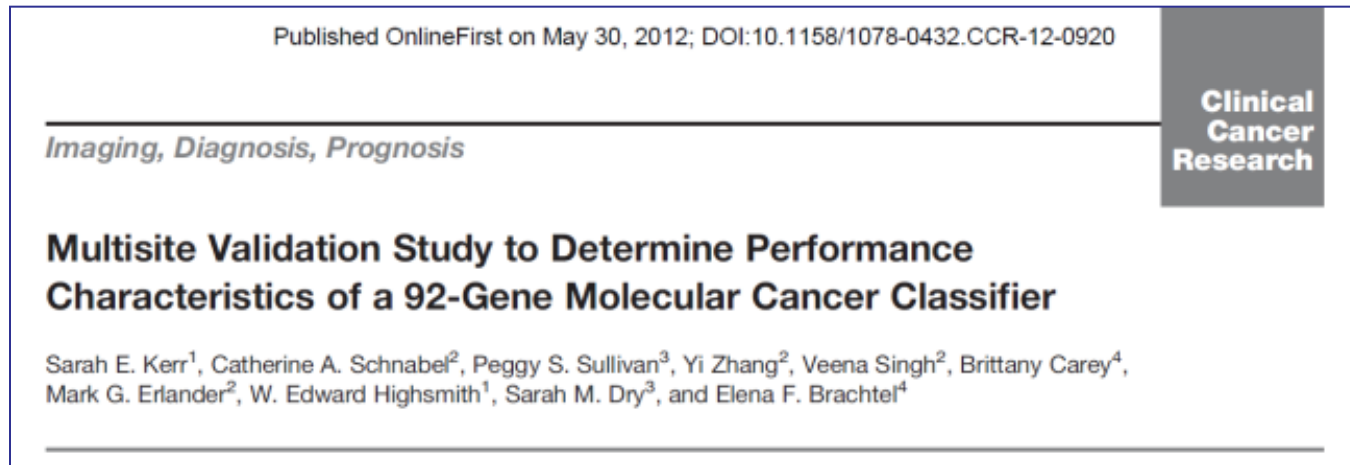 Published OnlineFirst on May 30, 2012; DOI:10.1158/1078-0432.CCR-12-0920
Clinical
Cancer
Research
Imaging, Diagnosis, Prognosis
Multisite Validation Study to Determine Performance
Characteristics of a 92-Gene Molecular Cancer Classifier
Sarah E. Kerr¹, Catherine A. Schnabel², Peggy S. Sullivan³, Yi Zhang², Veena Singh², Brittany Carey⁴,
Mark G. Erlander², W. Edward Highsmith¹, Sarah M. Dry³, and Elena F. Brachtel⁴